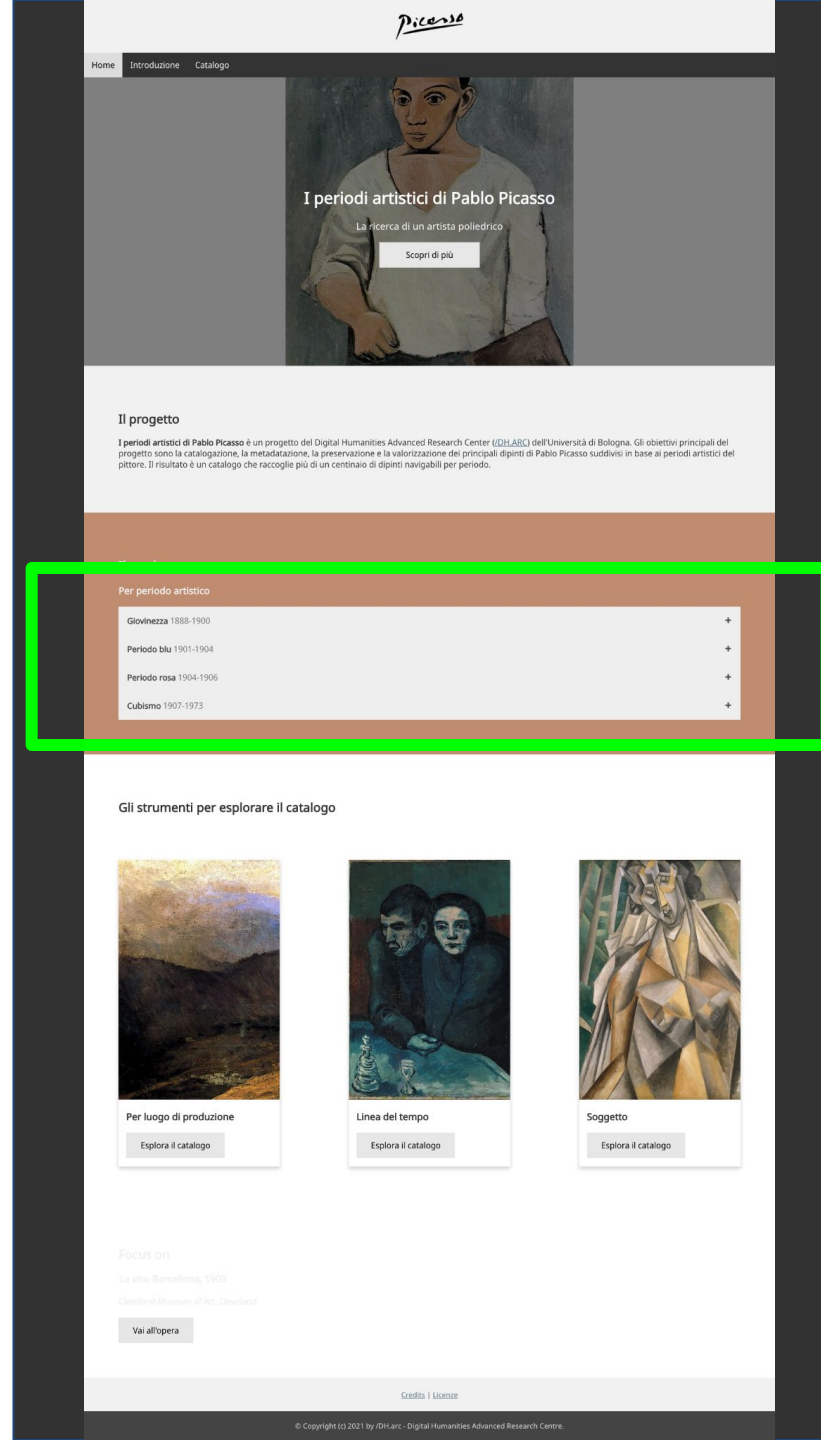 Picasso
Home Introduzione Catalogo
I periodi artistici di Pablo Picasso
La ricerca di un artista poliedrico
Scopri di più
Il progetto
I periodi artistici di Pablo Picasso è un progetto del Digital Humanities Advanced Research Center (/DH.ARC) dell'Università di Bologna. Gli obiettivi principali del
progetto sono la catalogazione, la metadatazione, la preservazione e la valorizzazione dei principali dipinti di Pablo Picasso suddivisi in base ai periodi artistici del
pittore. Il risultato è un catalogo che raccoglie più di un centinaio di dipinti navigabili per periodo.
Per periodo artistico
Giovinezza 1888-1900 +
Periodo blu 1901-1904 +
Periodo rosa 1904-1906 +
Cubismo 1907-1973 +
Gli strumenti per esplorare il catalogo
Per luogo di produzione
Esplora il catalogo
Linea del tempo
Esplora il catalogo
Soggetto
Esplora il catalogo
Focus on
La vita, Barcellona, 1903
Cleveland Museum of Art, Cleveland
Vai all'opera
Credits | Licenze
© Copyright (c) 2021 by /DH.arc - Digital Humanities Advanced Research Centre.